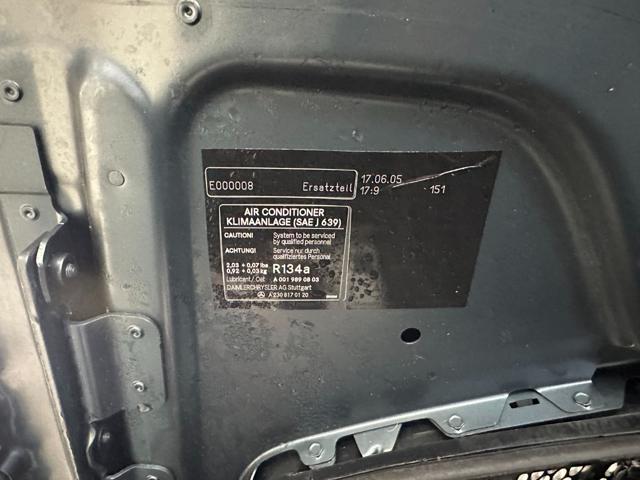 E000008 Ersatzteil 17.06.05
17:9 151
AIR CONDITIONER
KLIMAANLAGE (SAE J 639)
CAUTION! System to be serviced
by qualified personnel
ACHTUNG! Service nur durch
qualifiziertes Personal
2,03 + 0,07 lbs
0,92 + 0,03 kg R134a
Lubricant / Oel: A 001 989 08 03
DAIMLERCHRYSLER AG Stuttgart
A 230 817 01 20